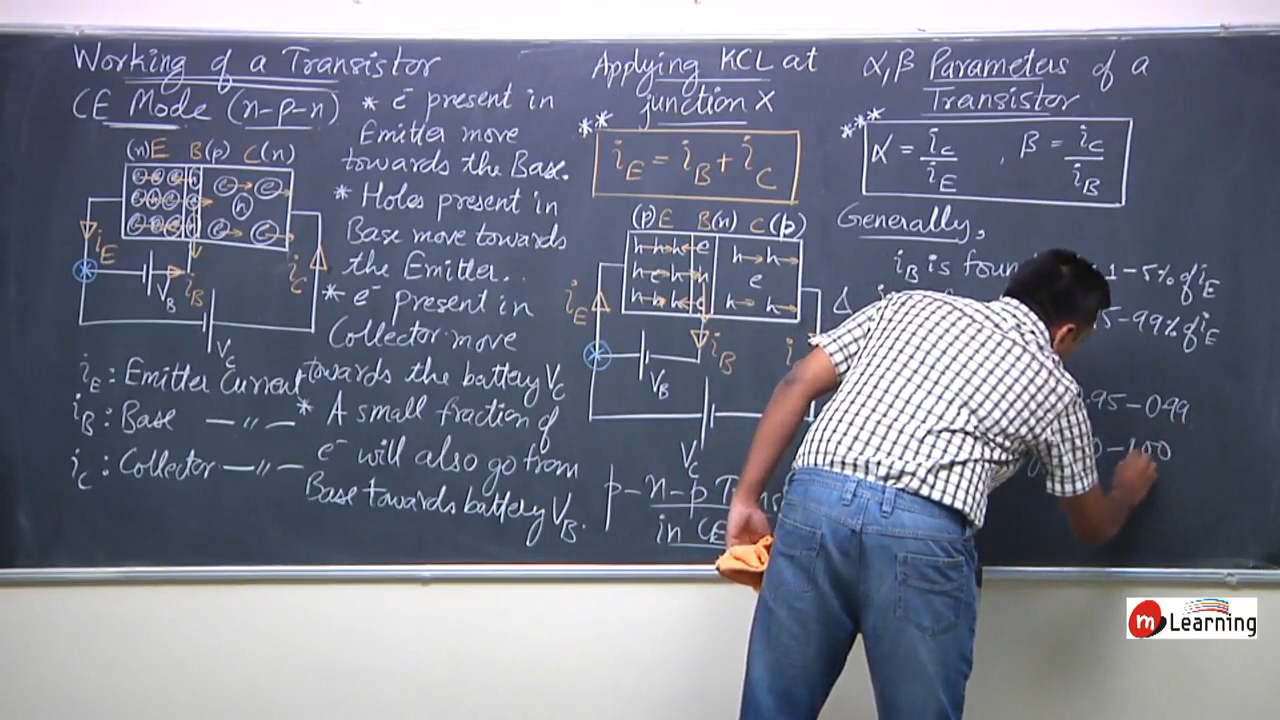 Working of a Transistor
CE Mode (n-p-n)
(n)E B(p) C(n)
e e e e h e e
e e e e h h
e e e e h e e
iE
VB
iB
iC
VC
iE : Emitter Current
iB : Base —"—
iC : Collector —"—
* e⁻ present in
Emitter move
towards the Base.
* Holes present in
Base move towards
the Emitter..
* e⁻ present in
Collector move
towards the battery VC
* A small fraction of
e⁻ will also go from
Base towards battery VB.
Applying KCL at
junction X
**
iE = iB + iC
(p)E B(n) C(p)
h h h e h h
h e h h e
h h h e h h
iE
iB
VB
i
VC
p-n-p
in CE
α, β Parameters of a
Transistor
***
α = iC/iE , β = iC/iB
Generally,
iB is 1-5% of iE
5-99% of iE
.95-0.99
0-100
m Learning